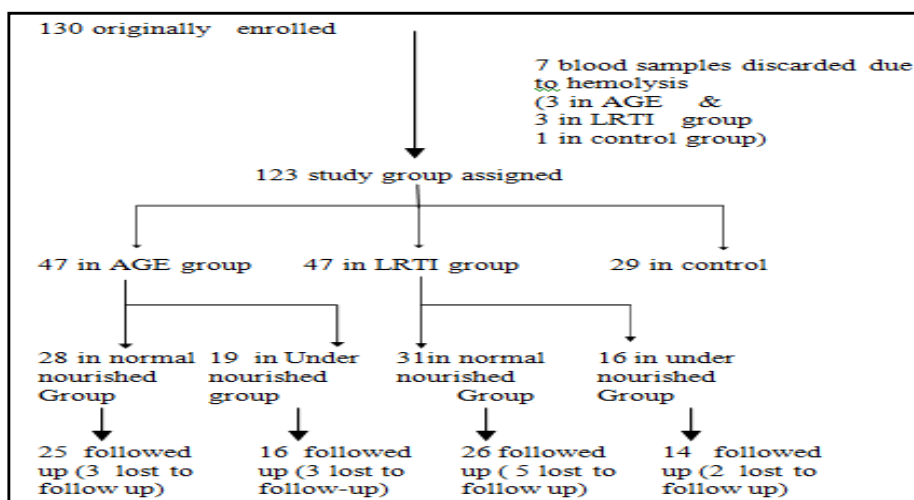 130 originally enrolled
7 blood samples discarded due
to hemolysis
(3 in AGE &
3 in LRTI group
1 in control group)
123 study group assigned
47 in AGE group
47 in LRTI group
29 in control
28 in normal
nourished
Group
19 in Under
nourished
group
31in normal
nourished
Group
16 in under
nourished
Group
25 followed
up (3 lost to
follow up)
16 followed
up (3 lost to
follow-up)
26 followed
up ( 5 lost to
follow up)
14 followed
up (2 lost to
follow up)